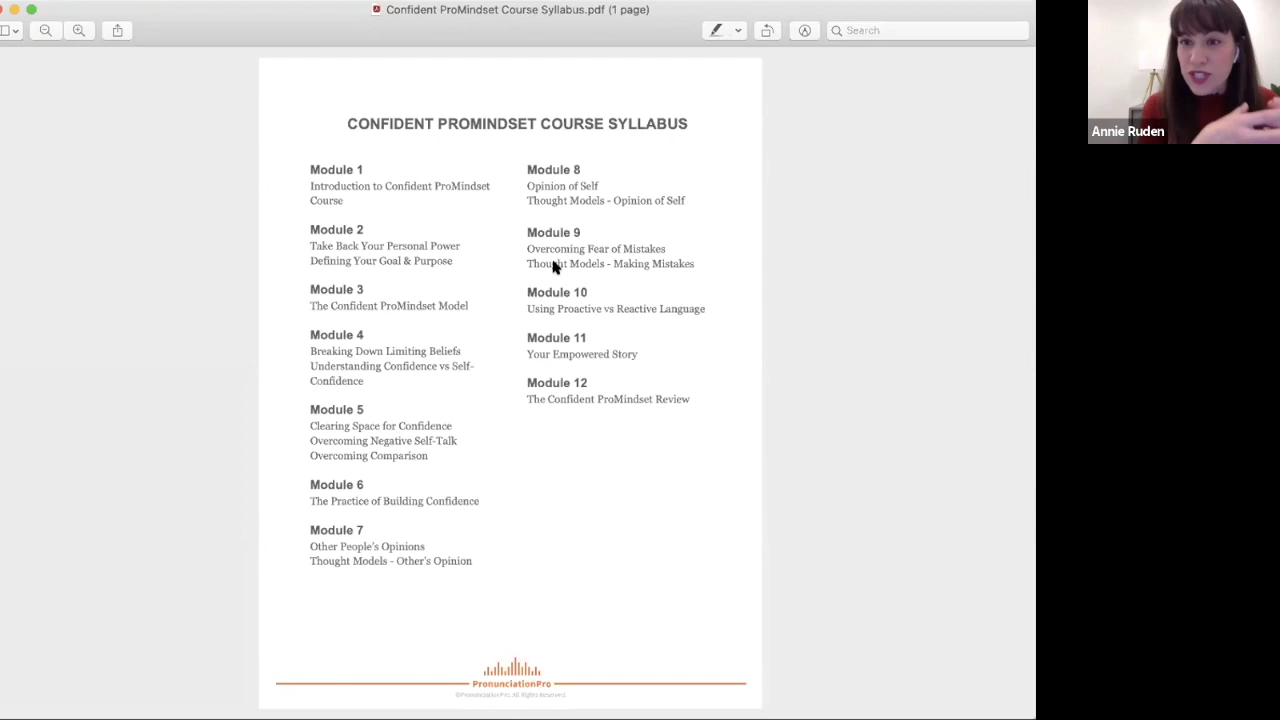 Confident ProMindset Course Syllabus.pdf (1 page)
Search
Annie Ruden
CONFIDENT PROMINDSET COURSE SYLLABUS
Module 1
Introduction to Confident ProMindset
Course
Module 2
Take Back Your Personal Power
Defining Your Goal & Purpose
Module 3
The Confident ProMindset Model
Module 4
Breaking Down Limiting Beliefs
Understanding Confidence vs Self-
Confidence
Module 5
Clearing Space for Confidence
Overcoming Negative Self-Talk
Overcoming Comparison
Module 6
The Practice of Building Confidence
Module 7
Other People's Opinions
Thought Models - Other's Opinion
Module 8
Opinion of Self
Thought Models - Opinion of Self
Module 9
Overcoming Fear of Mistakes
Thought Models - Making Mistakes
Module 10
Using Proactive vs Reactive Language
Module 11
Your Empowered Story
Module 12
The Confident ProMindset Review
PronunciationPro
©PronunciationPro. All Rights Reserved.